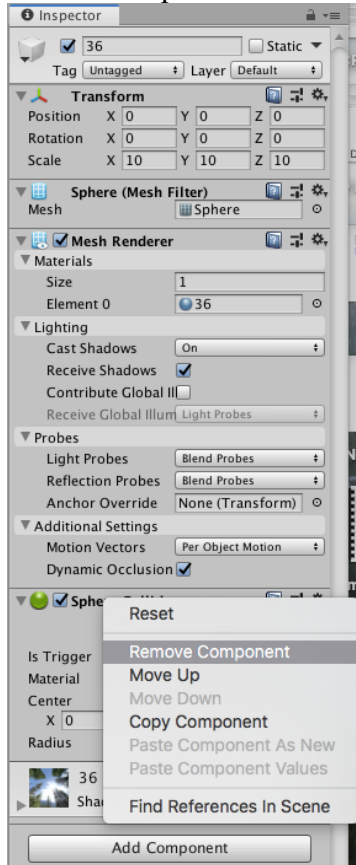 Inspector
36 Static
Tag Untagged Layer Default
Transform
Position X 0 Y 0 Z 0
Rotation X 0 Y 0 Z 0
Scale X 10 Y 10 Z 10
Sphere (Mesh Filter)
Mesh Sphere
Mesh Renderer
Materials
Size 1
Element 0 36
Lighting
Cast Shadows On
Receive Shadows
Contribute Global Ill
Receive Global Illum Light Probes
Probes
Light Probes Blend Probes
Reflection Probes Blend Probes
Anchor Override None (Transform)
Additional Settings
Motion Vectors Per Object Motion
Dynamic Occlusion
Reset
Is Trigger Remove Component
Material Move Up
Center Move Down
X 0 Copy Component
Radius Paste Component As New
36 Paste Component Values
Find References In Scene
Add Component